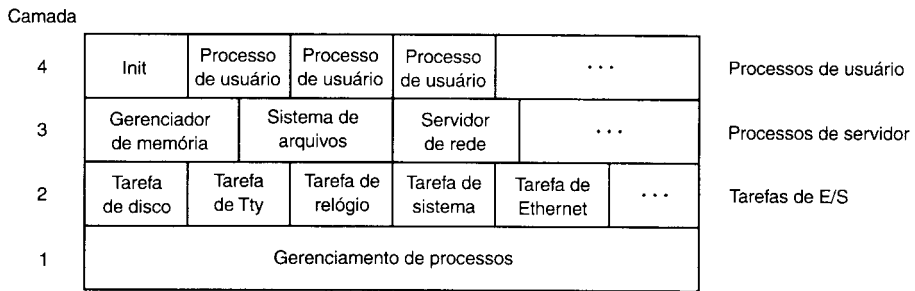 Camada
4
Init
Processo
de usuário
Processo
de usuário
Processo
de usuário
...
Processos de usuário
3
Gerenciador
de memória
Sistema de
arquivos
Servidor
de rede
...
Processos de servidor
2
Tarefa
de disco
Tarefa
de Tty
Tarefa de
relógio
Tarefa de
sistema
Tarefa de
Ethernet
...
Tarefas de E/S
1
Gerenciamento de processos